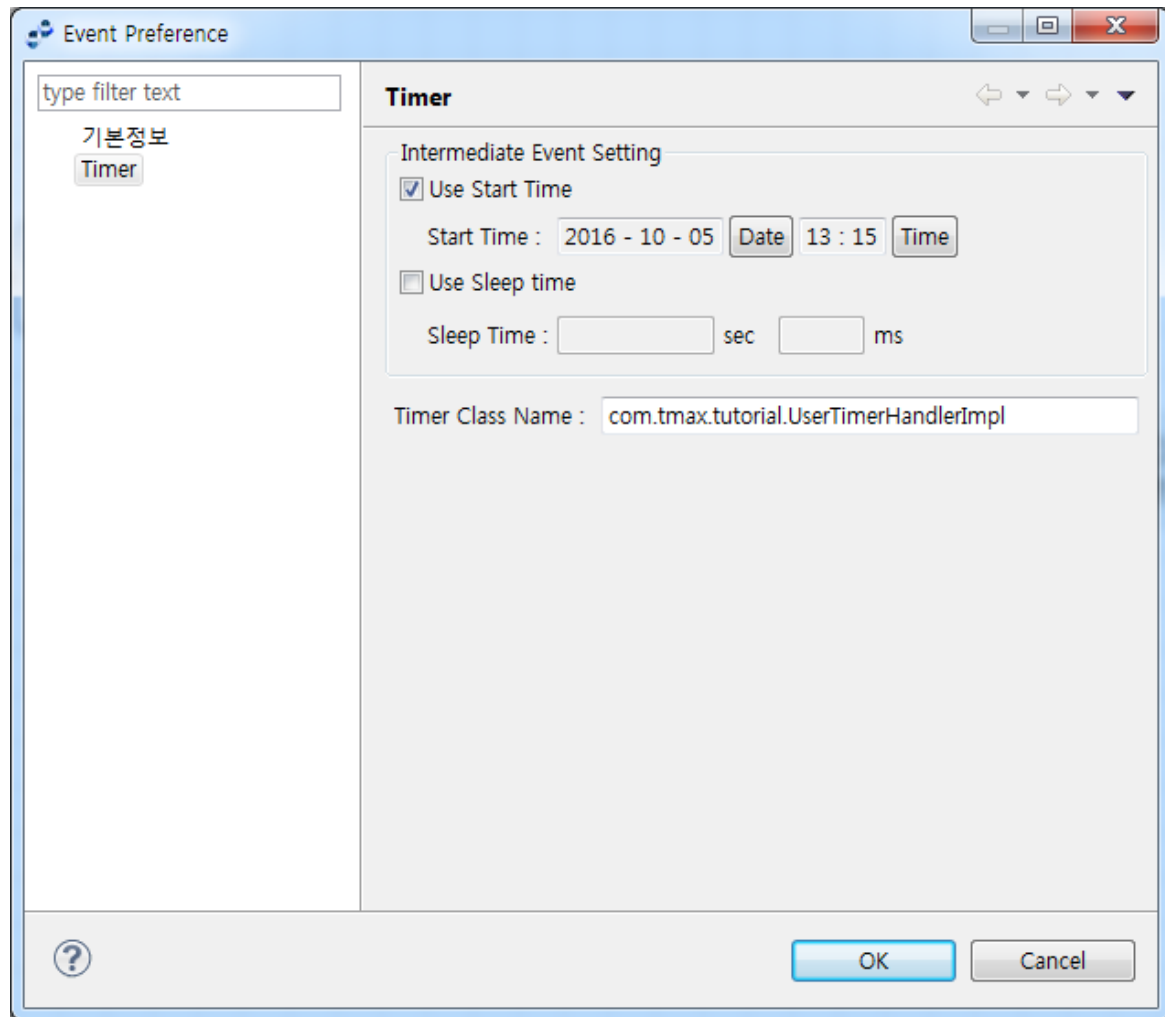 Event Preference
type filter text
기본정보
Timer
Timer
Intermediate Event Setting
Use Start Time
Start Time : 2016 - 10 - 05 Date 13 : 15 Time
Use Sleep time
Sleep Time : sec ms
Timer Class Name : com.tmax.tutorial.UserTimerHandlerImpl
? OK Cancel